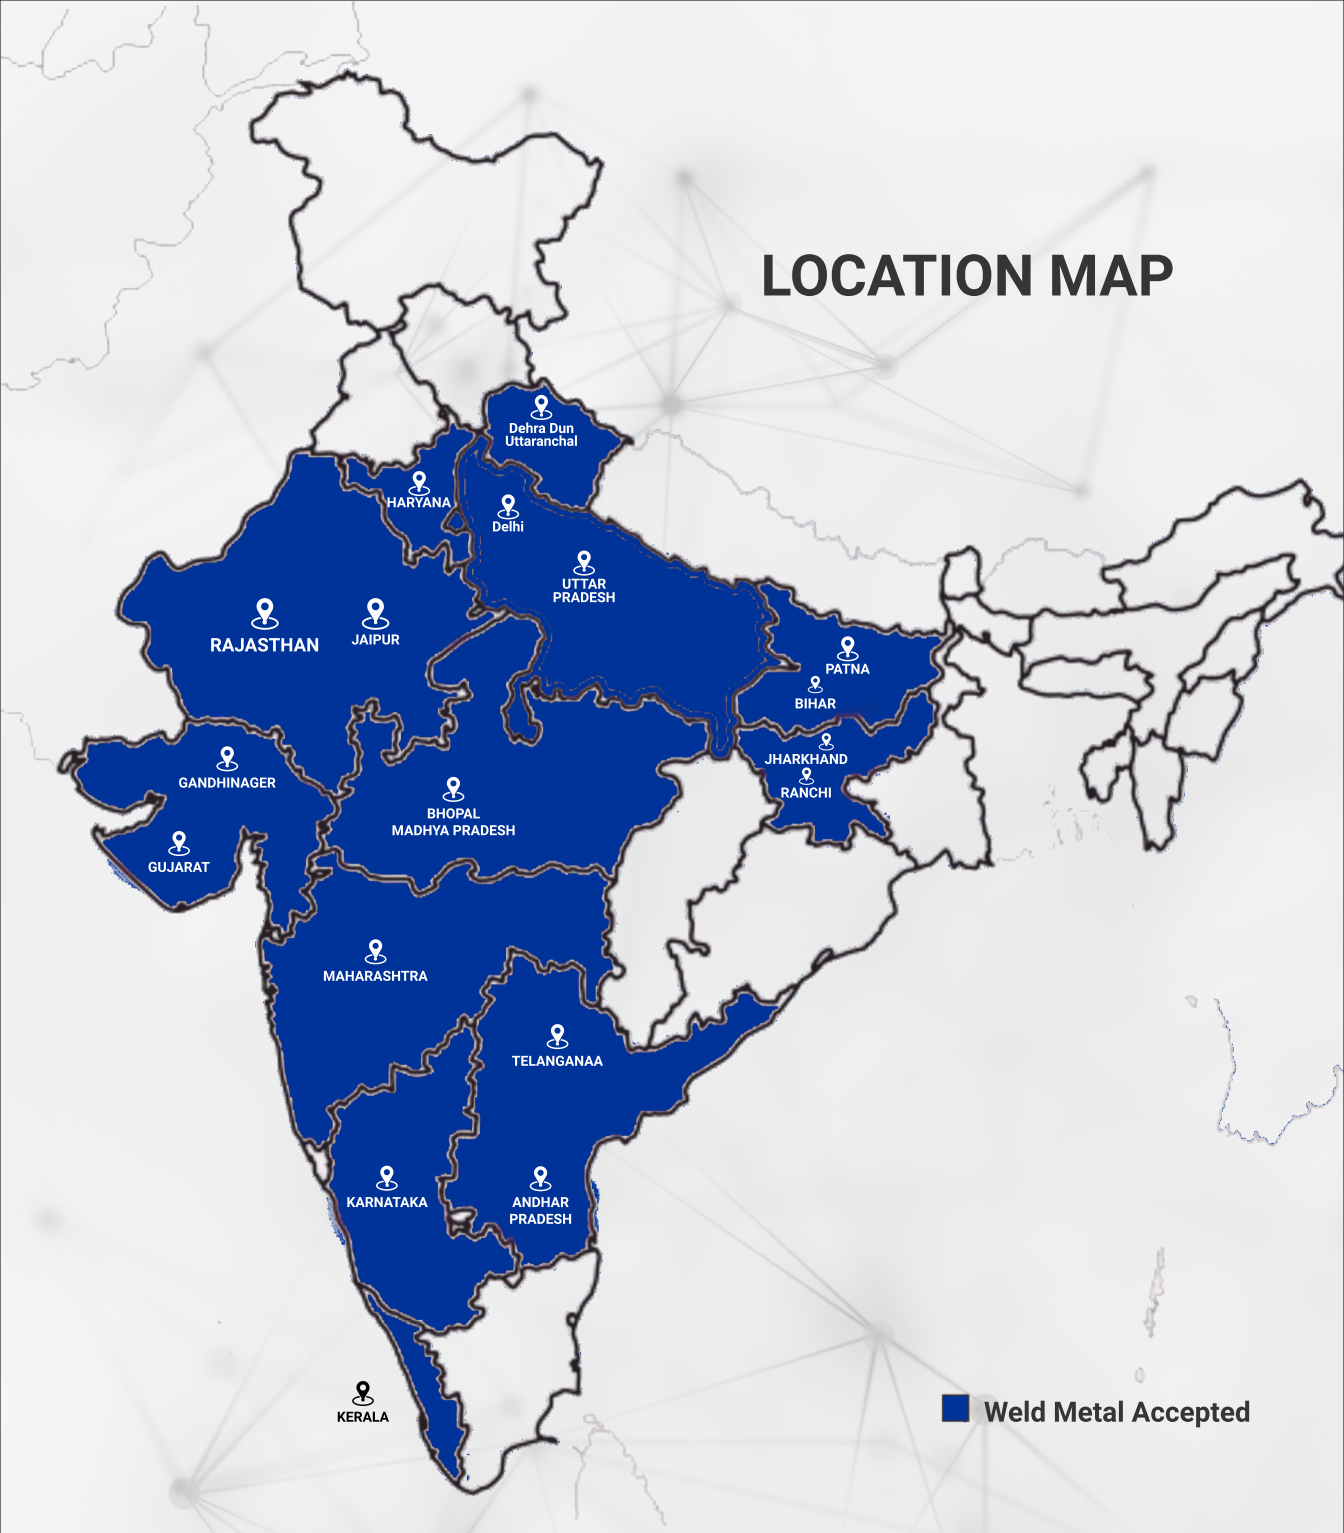 LOCATION MAP
Dehra Dun
Uttaranchal
HARYANA
Delhi
UTTAR
PRADESH
RAJASTHAN
JAIPUR
PATNA
BIHAR
JHARKHAND
RANCHI
GANDHINAGER
BHOPAL
MADHYA PRADESH
GUJARAT
MAHARASHTRA
TELANGANAA
KARNATAKA
ANDHAR
PRADESH
KERALA
Weld Metal Accepted